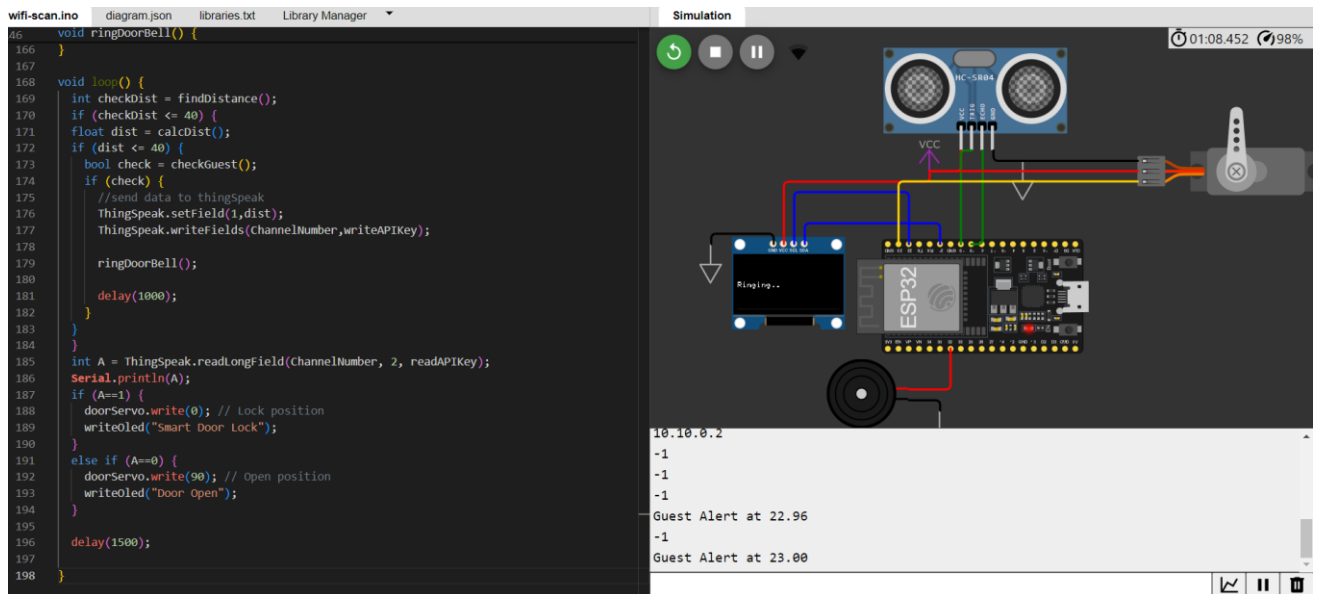 wifi-scan.ino diagram.json libraries.txt Library Manager
46 void ringDoorBell() {
166 }
167
168 void loop() {
169 int checkDist = findDistance();
170 if (checkDist <= 40) {
171 float dist = calcDist();
172 if (dist <= 40) {
173 bool check = checkGuest();
174 if (check) {
175 //send data to thingSpeak
176 ThingSpeak.setField(1,dist);
177 ThingSpeak.writeFields(ChannelNumber,writeAPIKey);
178
179 ringDoorBell();
180
181 delay(1000);
182 }
183 }
184 }
185 int A = ThingSpeak.readLongField(ChannelNumber, 2, readAPIKey);
186 Serial.println(A);
187 if (A==1) {
188 doorServo.write(0); // Lock position
189 writeOled("Smart Door Lock");
190 }
191 else if (A==0) {
192 doorServo.write(90); // Open position
193 writeOled("Door Open");
194 }
195
196 delay(1500);
197
198 }
Simulation
01:08.452 98%
HC-SR04
VCC
TRIG
ECHO
GND
VCC
GND VCC SCL SDA
Ringing..
ESP32
10.10.0.2
-1
-1
-1
Guest Alert at 22.96
-1
Guest Alert at 23.00